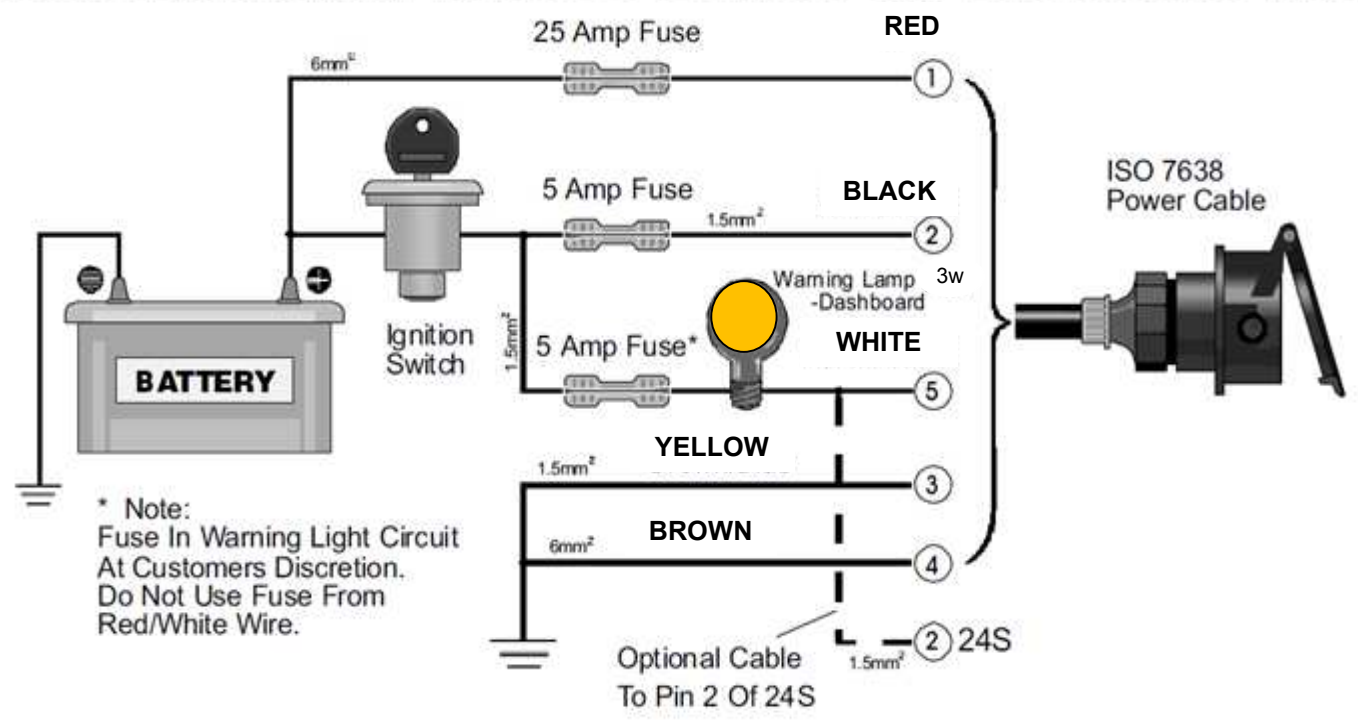 25 Amp Fuse
RED
6mm²
1
5 Amp Fuse
BLACK
1.5mm²
2
ISO 7638
Power Cable
Warning Lamp 3w
-Dashboard
Ignition
Switch
1.5mm²
5 Amp Fuse*
WHITE
BATTERY
5
YELLOW
1.5mm²
3
BROWN
6mm²
4
* Note:
Fuse In Warning Light Circuit
At Customers Discretion.
Do Not Use Fuse From
Red/White Wire.
Optional Cable
To Pin 2 Of 24S
1.5mm²
2 24S